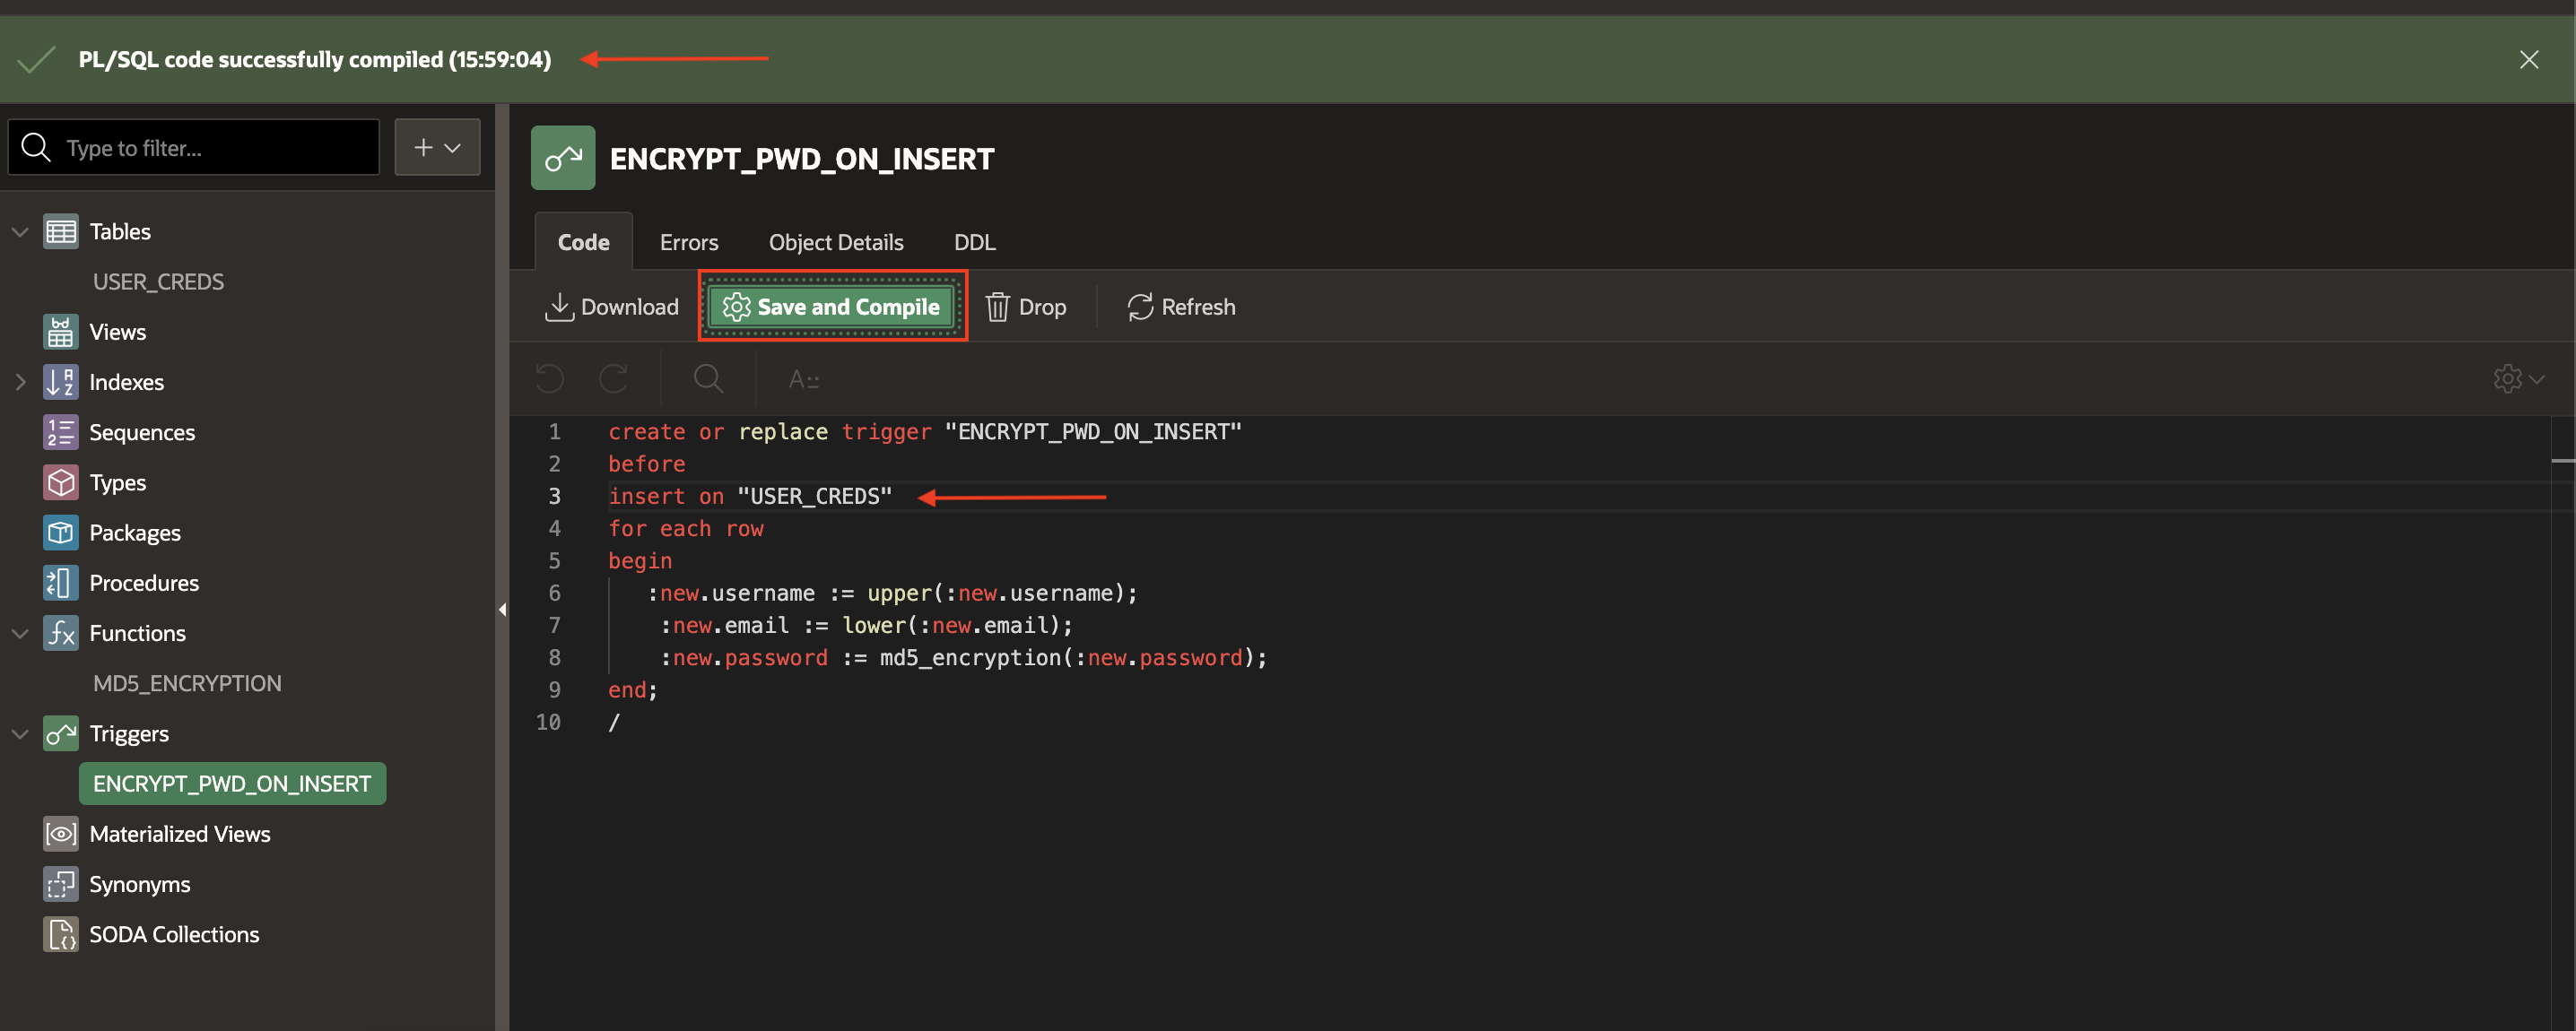 PL/SQL code successfully compiled (15:59:04)
Type to filter...
Tables
USER_CREDS
Views
Indexes
Sequences
Types
Packages
Procedures
Functions
MD5_ENCRYPTION
Triggers
ENCRYPT_PWD_ON_INSERT
Materialized Views
Synonyms
SODA Collections
ENCRYPT_PWD_ON_INSERT
Code Errors Object Details DDL
Download Save and Compile Drop Refresh
1 create or replace trigger "ENCRYPT_PWD_ON_INSERT"
2 before
3 insert on "USER_CREDS"
4 for each row
5 begin
6 :new.username := upper(:new.username);
7 :new.email := lower(:new.email);
8 :new.password := md5_encryption(:new.password);
9 end;
10 /